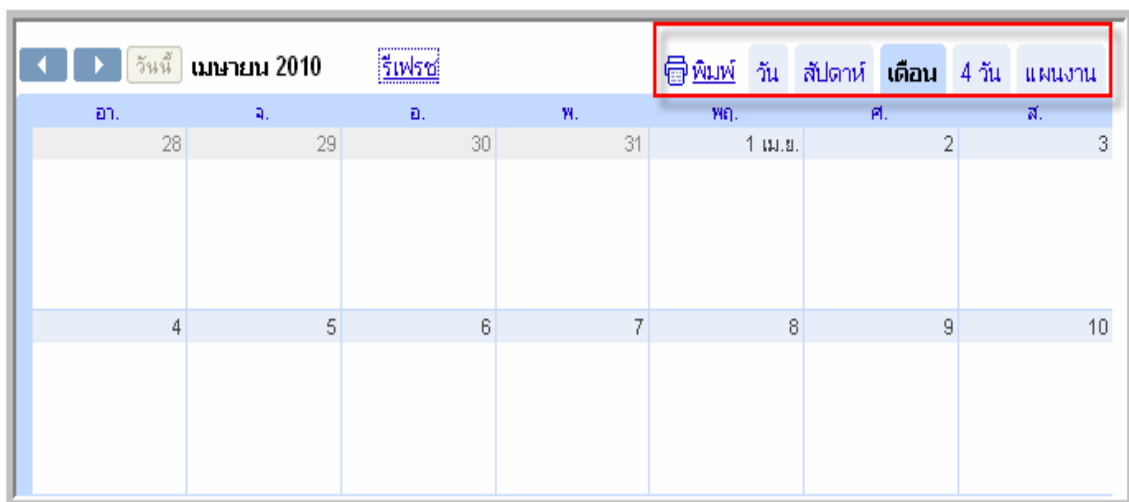 วันนี้ เมษายน 2010 รีเฟรช พิมพ์ วัน สัปดาห์ เดือน 4 วัน แผนงาน
อา. จ. อ. พ. พฤ. ศ. ส.
28 29 30 31 1 เม.ย. 2 3
4 5 6 7 8 9 10